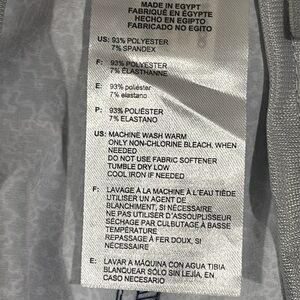 MADE IN EGYPT
FABRIQUÉ EN ÉGYPTE
HECHO EN EGIPTO
FABRICADO NO EGITO
US: 93% POLYESTER
7% SPANDEX
F: 93% POLYESTER
7% ÉLASTHANNE
E: 93% poliéster
7% elastano
P: 93% POLIÉSTER
7% ELASTANO
US: MACHINE WASH WARM
ONLY NON-CHLORINE BLEACH, WHEN
NEEDED
DO NOT USE FABRIC SOFTENER
TUMBLE DRY LOW
COOL IRON IF NEEDED
F: LAVAGE À LA MACHINE À L'EAU TIÈDE
UTILISER UN AGENT DE
BLANCHIMENT, SI NÉCESSAIRE
NE PAS UTILISER D'ASSOUPLISSEUR
SÉCHAGE PAR CULBUTAGE À BASSE
TEMPÉRATURE
REPASSAGE À FER DOUX, SI
NÉCESSAIRE
E: LAVAR A MÁQUINA CON AGUA TIBIA
BLANQUEAR SÓLO SIN LEJÍA, EN
CASO NECESARIO